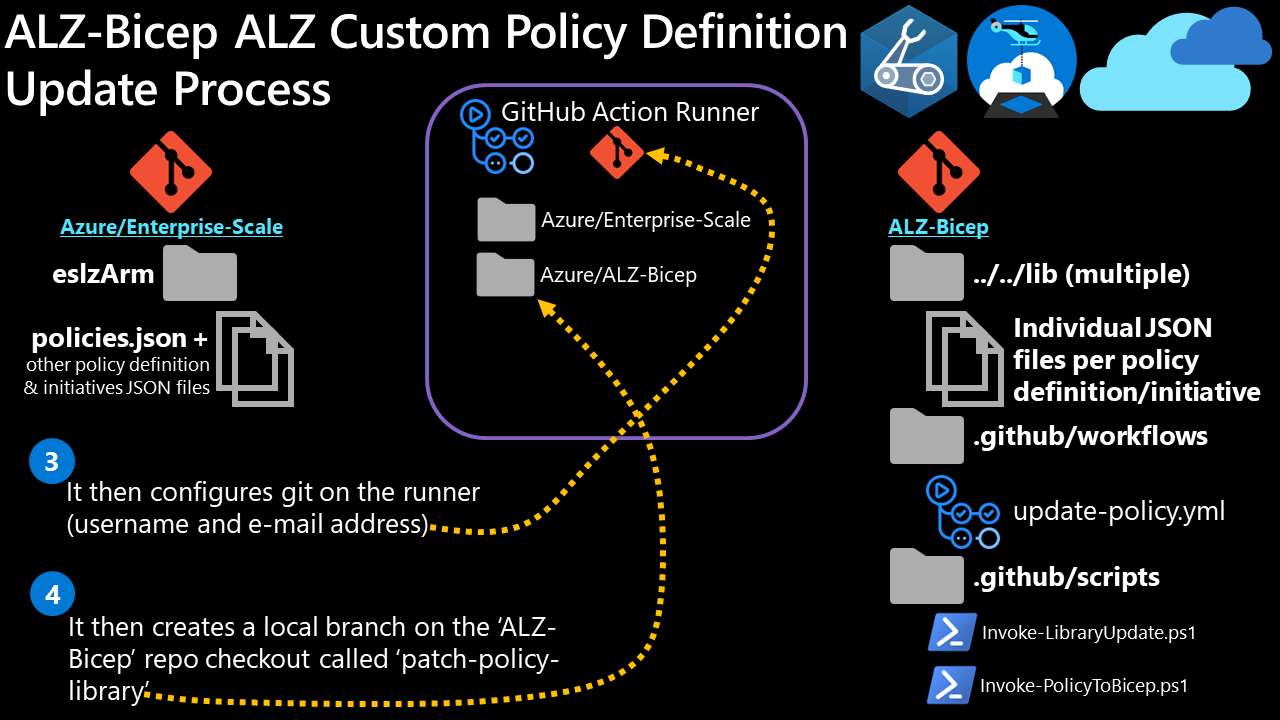 ALZ-Bicep ALZ Custom Policy Definition
Update Process
GitHub Action Runner
Azure/Enterprise-Scale
Azure/ALZ-Bicep
Azure/Enterprise-Scale
eslzArm
policies.json +
other policy definition
& initiatives JSON files
3
It then configures git on the runner
(username and e-mail address)
4
It then creates a local branch on the ‘ALZ-
Bicep’ repo checkout called ‘patch-policy-
library’
ALZ-Bicep
../../lib (multiple)
Individual JSON
files per policy
definition/initiative
.github/workflows
update-policy.yml
.github/scripts
Invoke-LibraryUpdate.ps1
Invoke-PolicyToBicep.ps1